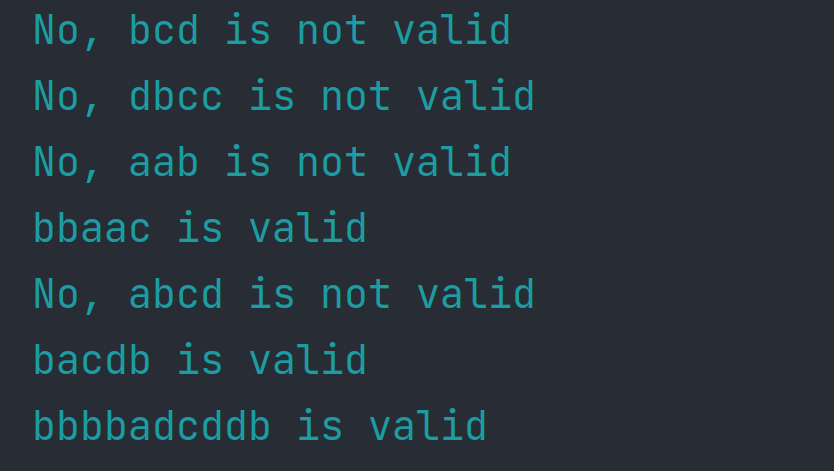 No, bcd is not valid
No, dbcc is not valid
No, aab is not valid
bbaac is valid
No, abcd is not valid
bacdb is valid
bbbbadcddb is valid